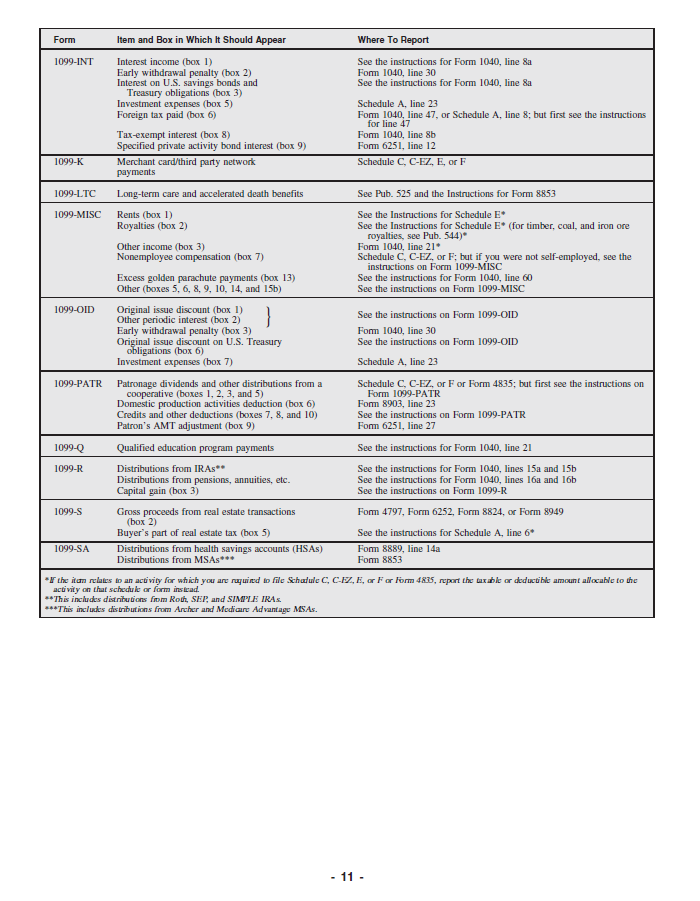 Form Item and Box in Which It Should Appear Where To Report
1099-INT Interest income (box 1) See the instructions for Form 1040, line 8a
Early withdrawal penalty (box 2) Form 1040, line 30
Interest on U.S. savings bonds and See the instructions for Form 1040, line 8a
Treasury obligations (box 3)
Investment expenses (box 5) Schedule A, line 23
Foreign tax paid (box 6) Form 1040, line 47, or Schedule A, line 8; but first see the instructions
for line 47
Tax-exempt interest (box 8) Form 1040, line 8b
Specified private activity bond interest (box 9) Form 6251, line 12
1099-K Merchant card/third party network Schedule C, C-EZ, E, or F
payments
1099-LTC Long-term care and accelerated death benefits See Pub. 525 and the Instructions for Form 8853
1099-MISC Rents (box 1) See the Instructions for Schedule E*
Royalties (box 2) See the Instructions for Schedule E* (for timber, coal, and iron ore
royalties, see Pub. 544)*
Other income (box 3) Form 1040, line 21*
Nonemployee compensation (box 7) Schedule C, C-EZ, or F; but if you were not self-employed, see the
instructions on Form 1099-MISC
Excess golden parachute payments (box 13) See the instructions for Form 1040, line 60
Other (boxes 5, 6, 8, 9, 10, 14, and 15b) See the instructions on Form 1099-MISC
1099-OID Original issue discount (box 1) See the instructions on Form 1099-OID
Other periodic interest (box 2)
Early withdrawal penalty (box 3) Form 1040, line 30
Original issue discount on U.S. Treasury See the instructions on Form 1099-OID
obligations (box 6)
Investment expenses (box 7) Schedule A, line 23
1099-PATR Patronage dividends and other distributions from a Schedule C, C-EZ, or F or Form 4835; but first see the instructions on
cooperative (boxes 1, 2, 3, and 5) Form 1099-PATR
Domestic production activities deduction (box 6) Form 8903, line 23
Credits and other deductions (boxes 7, 8, and 10) See the instructions on Form 1099-PATR
Patron's AMT adjustment (box 9) Form 6251, line 27
1099-Q Qualified education program payments See the instructions for Form 1040, line 21
1099-R Distributions from IRAs** See the instructions for Form 1040, lines 15a and 15b
Distributions from pensions, annuities, etc. See the instructions for Form 1040, lines 16a and 16b
Capital gain (box 3) See the instructions on Form 1099-R
1099-S Gross proceeds from real estate transactions Form 4797, Form 6252, Form 8824, or Form 8949
(box 2)
Buyer's part of real estate tax (box 5) See the instructions for Schedule A, line 6*
1099-SA Distributions from health savings accounts (HSAs) Form 8889, line 14a
Distributions from MSAs*** Form 8853
*If the item relates to an activity for which you are required to file Schedule C, C-EZ, E, or F or Form 4835, report the taxable or deductible amount allocable to the
activity on that schedule or form instead.
**This includes distributions from Roth, SEP, and SIMPLE IRAs.
***This includes distributions from Archer and Medicare Advantage MSAs.
- 11 -